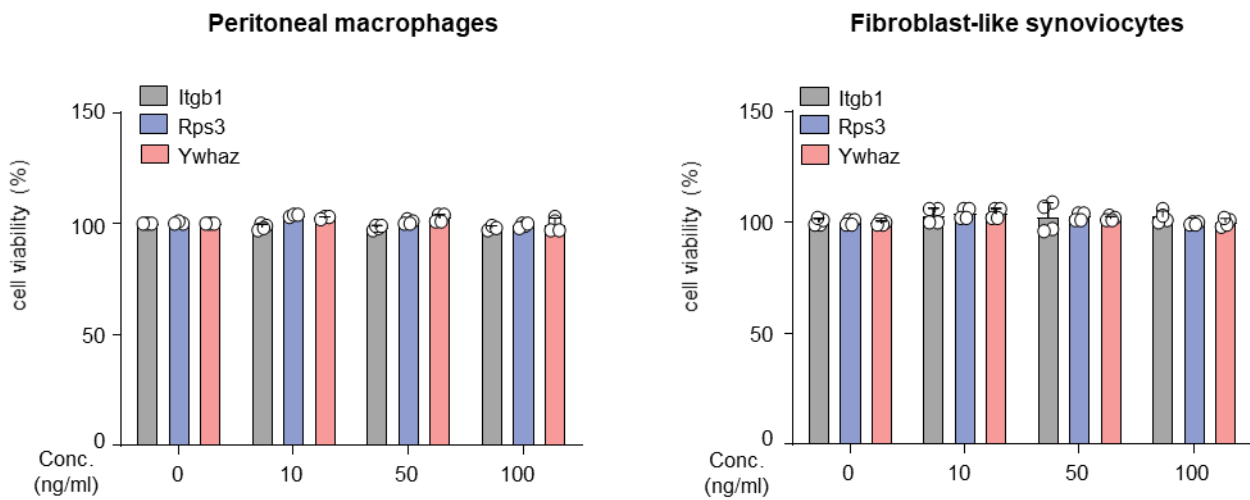 Peritoneal macrophages
Itgb1
Rps3
Ywhaz
cell viability (%)
150
100
50
0
Conc.
(ng/ml)
0 10 50 100
Fibroblast-like synoviocytes
Itgb1
Rps3
Ywhaz
cell viability (%)
150
100
50
0
Conc.
(ng/ml)
0 10 50 100